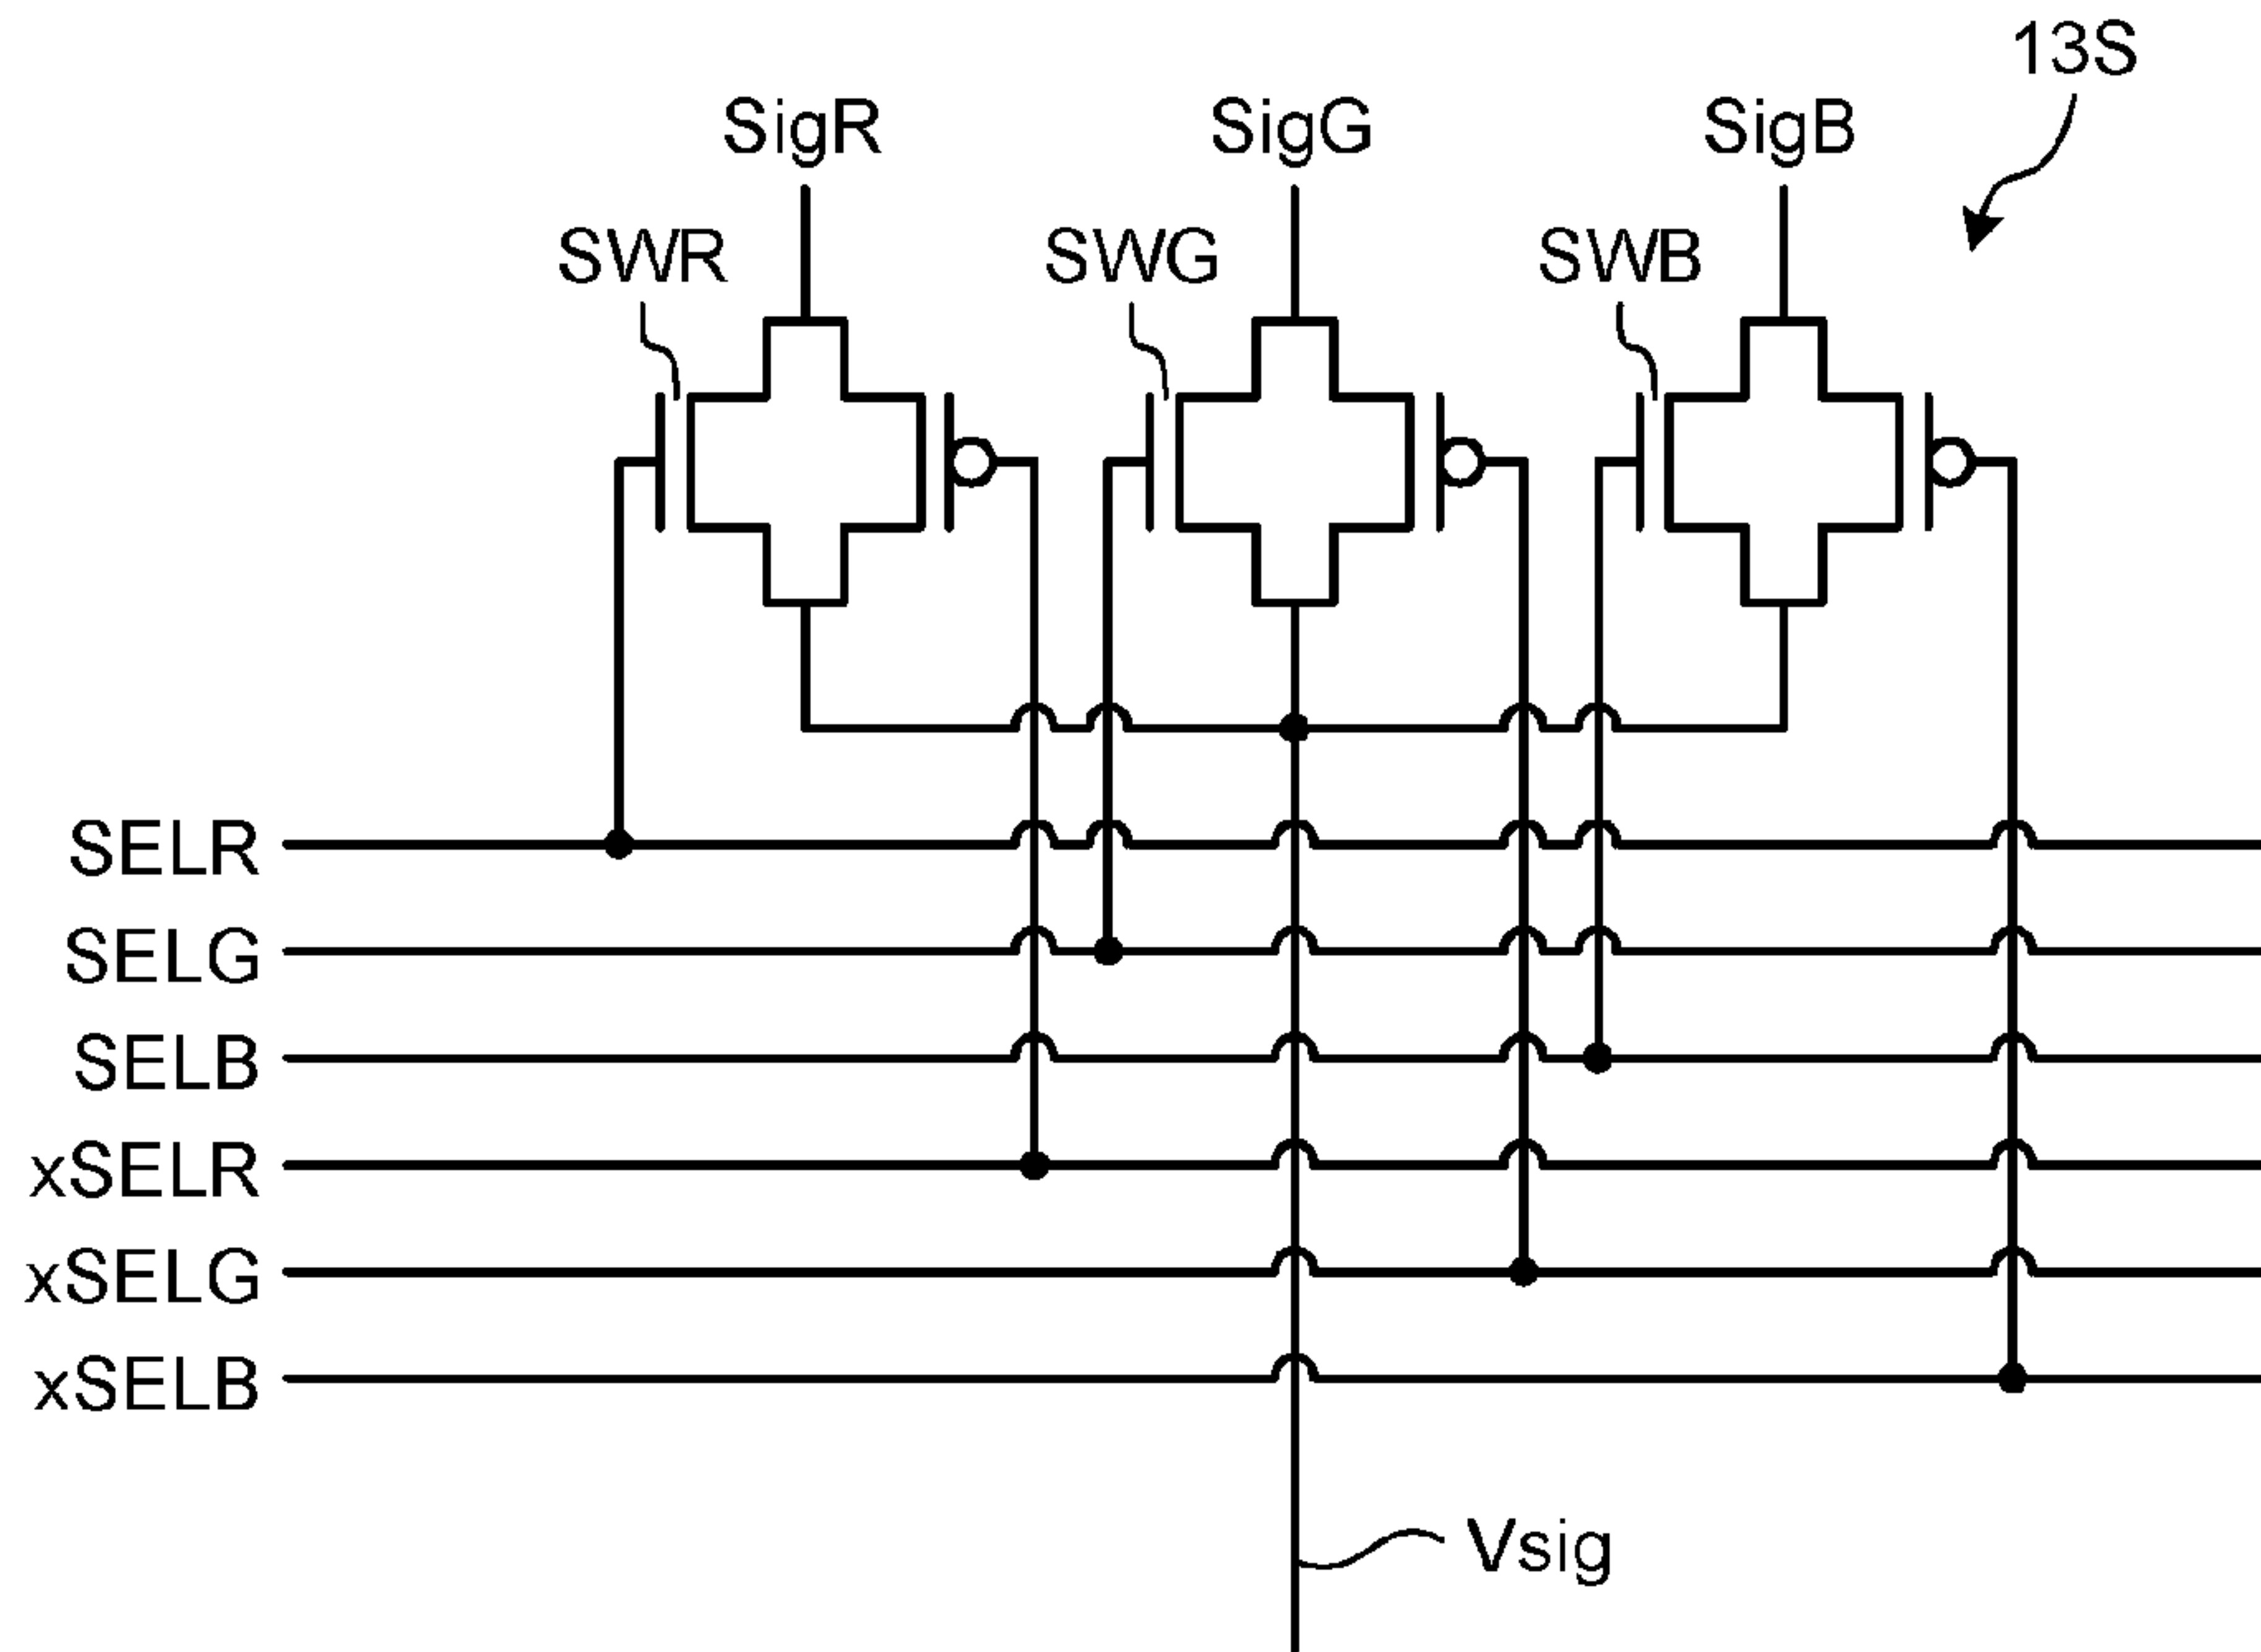 13S
SigR SigG SigB
SWR SWG SWB
SELR
SELG
SELB
xSELR
xSELG
xSELB
Vsig